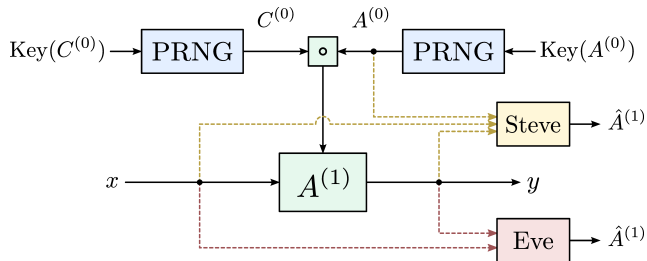 C⁽⁰⁾ A⁽⁰⁾
Key(C⁽⁰⁾) PRNG ∘ PRNG Key(A⁽⁰⁾)
Steve Â⁽¹⁾
x A⁽¹⁾ y
Eve Â⁽¹⁾